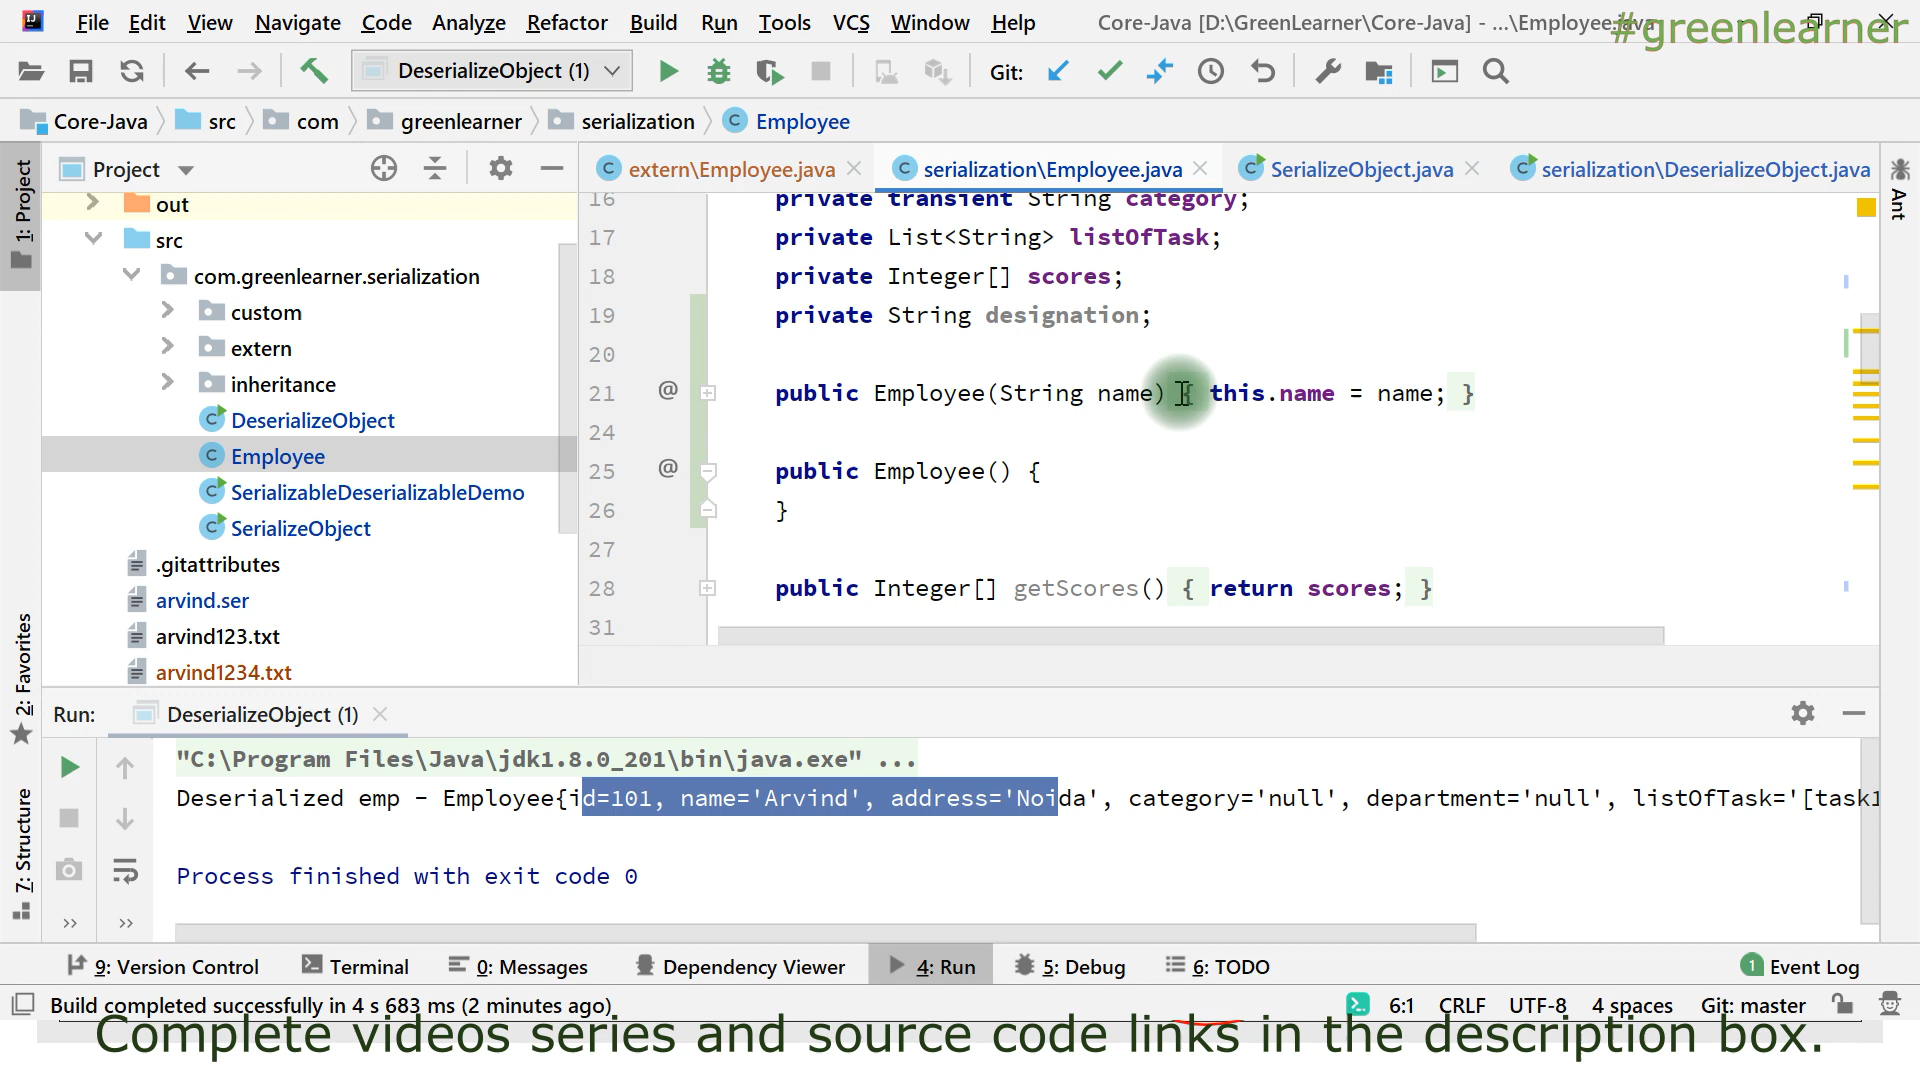 File Edit View Navigate Code Analyze Refactor Build Run Tools VCS Window Help Core-Java [D:\GreenLearner\Core-Java] - ...\Employee.java
#greenlearner
DeserializeObject (1) Git:
Core-Java src com greenlearner serialization Employee
Project
extern\Employee.java serialization\Employee.java SerializeObject.java serialization\DeserializeObject.java
1: Project
2: Favorites
7: Structure
Ant
out
src
com.greenlearner.serialization
custom
extern
inheritance
DeserializeObject
Employee
SerializableDeserializableDemo
SerializeObject
.gitattributes
arvind.ser
arvind123.txt
arvind1234.txt
16 private transient String category;
17 private List<String> listOfTask;
18 private Integer[] scores;
19 private String designation;
20
21 @ public Employee(String name) { this.name = name; }
24
25 @ public Employee() {
26 }
27
28 public Integer[] getScores() { return scores; }
31
Run: DeserializeObject (1)
"C:\Program Files\Java\jdk1.8.0_201\bin\java.exe" ...
Deserialized emp - Employee{id=101, name='Arvind', address='Noida', category='null', department='null', listOfTask='[task1
Process finished with exit code 0
9: Version Control Terminal 0: Messages Dependency Viewer 4: Run 5: Debug 6: TODO 1 Event Log
Build completed successfully in 4 s 683 ms (2 minutes ago) 6:1 CRLF UTF-8 4 spaces Git: master
Complete videos series and source code links in the description box.